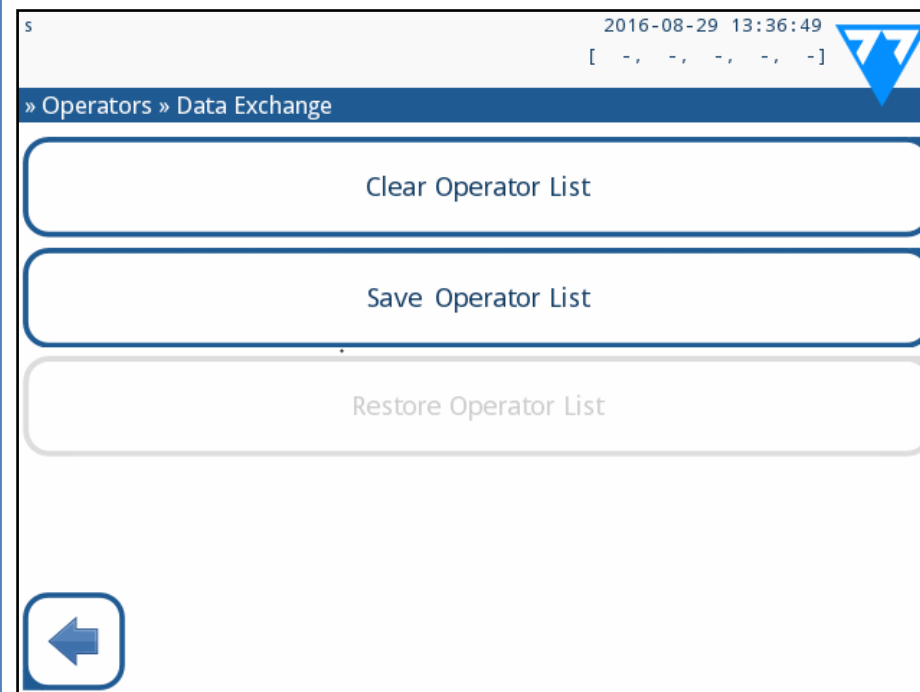 s
2016-08-29 13:36:49
[ -, -, -, -, -]
» Operators » Data Exchange
Clear Operator List
Save Operator List
Restore Operator List